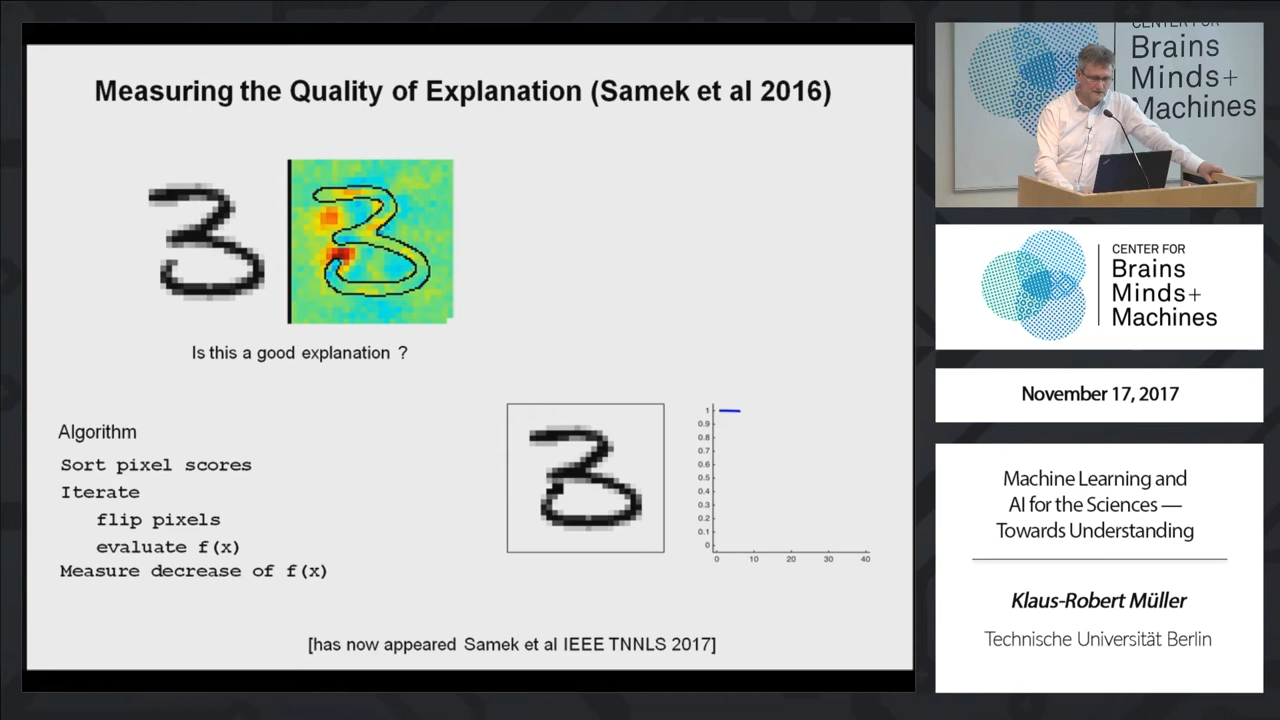 Measuring the Quality of Explanation (Samek et al 2016)
Is this a good explanation ?
Algorithm
Sort pixel scores
Iterate
flip pixels
evaluate f(x)
Measure decrease of f(x)
1
0.9
0.8
0.7
0.6
0.5
0.4
0.3
0.2
0.1
0
0 10 20 30 40
[has now appeared Samek et al IEEE TNNLS 2017]
CENTER FOR
Brains
Minds+
Machines
CENTER FOR
Brains
Minds+
Machines
November 17, 2017
Machine Learning and
AI for the Sciences —
Towards Understanding
Klaus-Robert Müller
Technische Universität Berlin